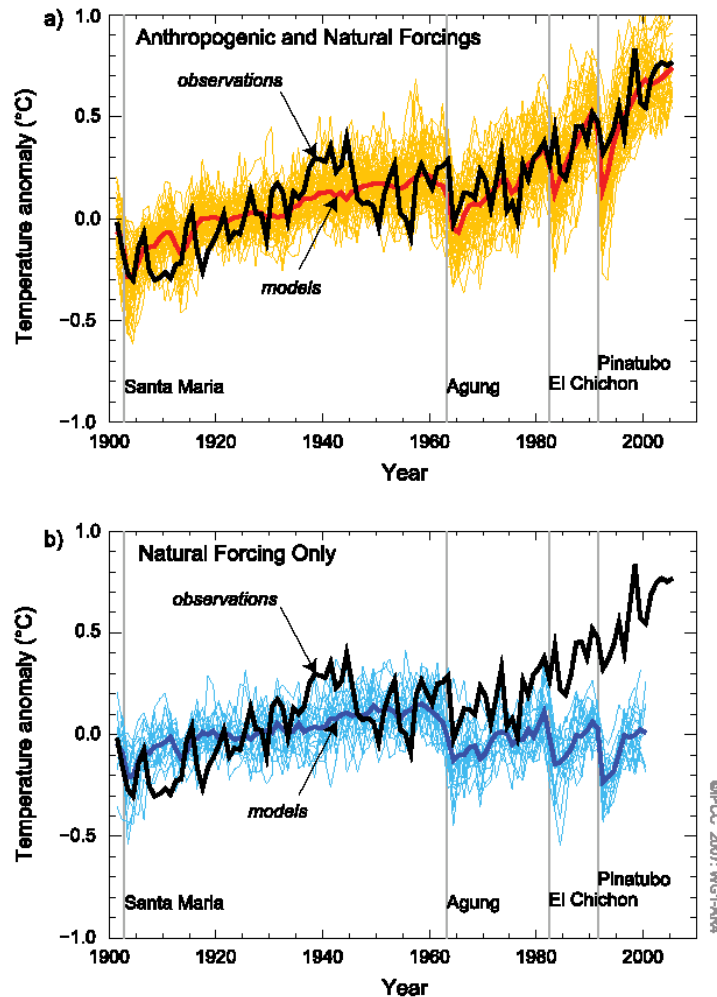 a)
Anthropogenic and Natural Forcings
observations
models
Temperature anomaly (°C)
1.0
0.5
0.0
−0.5
−1.0
Santa Maria
Agung
El Chichon
Pinatubo
1900 1920 1940 1960 1980 2000
Year
b)
Natural Forcing Only
observations
models
Temperature anomaly (°C)
1.0
0.5
0.0
−0.5
−1.0
Santa Maria
Agung
El Chichon
Pinatubo
1900 1920 1940 1960 1980 2000
Year